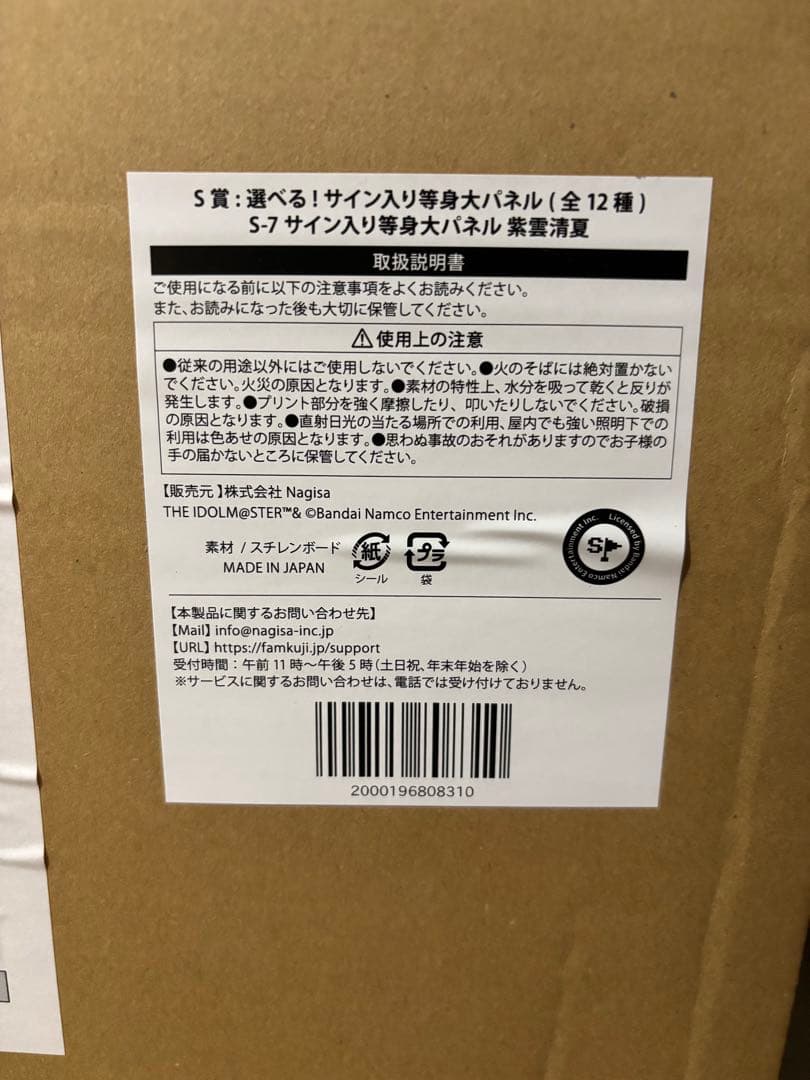 S賞:選べる!サイン入り等身大パネル(全12種)
S-7 サイン入り等身大パネル 紫雲清夏
取扱説明書
ご使用になる前に以下の注意事項をよくお読みください。
また、お読みになった後も大切に保管してください。
⚠使用上の注意
●従来の用途以外にはご使用しないでください。●火のそばには絶対置かない
でください。火災の原因となります。●素材の特性上、水分を吸って乾くと反りが
発生します。●プリント部分を強く摩擦したり、叩いたりしないでください。破損
の原因となります。●直射日光の当たる場所での利用、屋内でも強い照明下での
利用は色あせの原因となります。●思わぬ事故のおそれがありますのでお子様の
手の届かないところに保管してください。
【販売元】株式会社 Nagisa
THE IDOLM@STER™& ©Bandai Namco Entertainment Inc.
Licensed by Bandai Namco Entertainment Inc.
SP
素材 / スチレンボード
MADE IN JAPAN
紙
シール
プラ
袋
【本製品に関するお問い合わせ先】
【Mail】info@nagisa-inc.jp
【URL】https://famkuji.jp/support
受付時間:午前11時~午後5時(土日祝、年末年始を除く)
※サービスに関するお問い合わせは、電話では受け付けておりません。
2000196808310